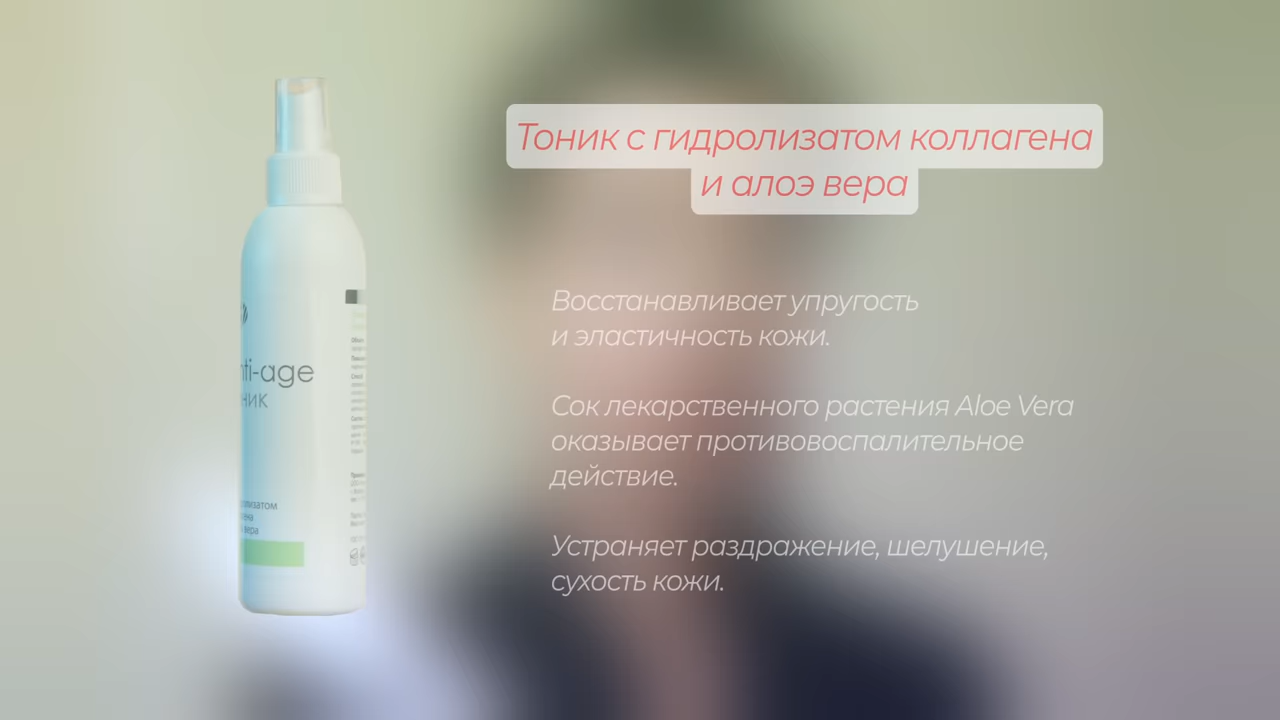 Тоник с гидролизатом коллагена
и алоэ вера
Восстанавливает упругость
и эластичность кожи.
Сок лекарственного растения Aloe Vera
оказывает противовоспалительное
действие.
Устраняет раздражение, шелушение,
сухость кожи.
nti-age
ник
лизатом
ена
вера